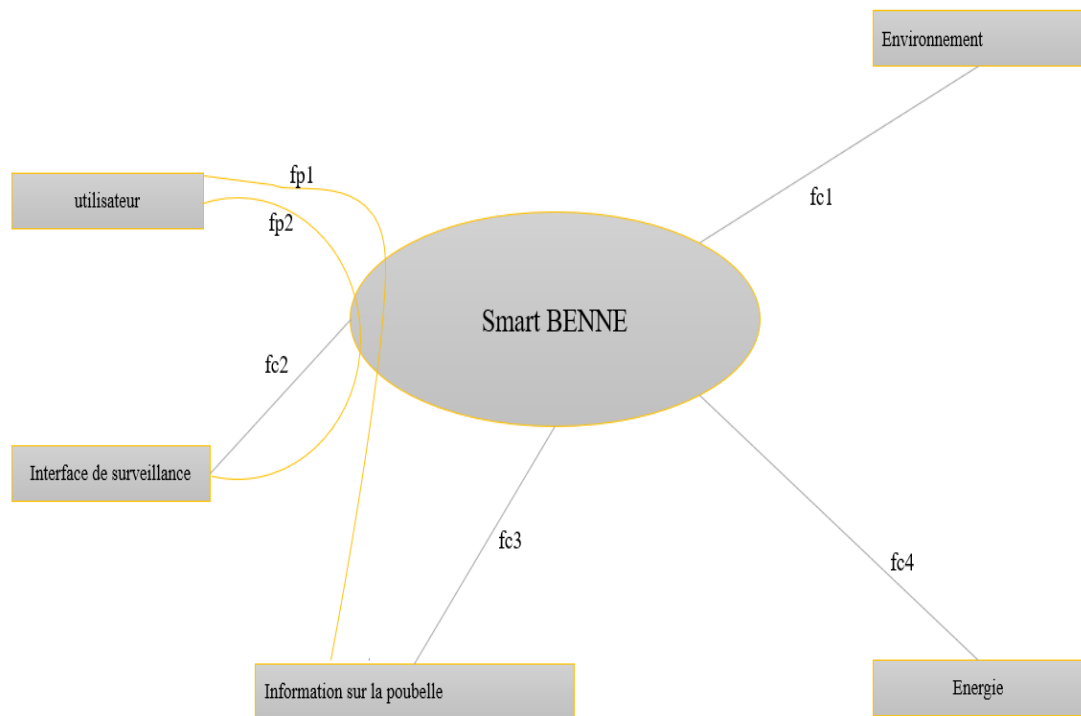 Environnement
fp1
utilisateur
fc1
fp2
Smart BENNE
fc2
Interface de surveillance
fc3
fc4
Information sur la poubelle
Energie